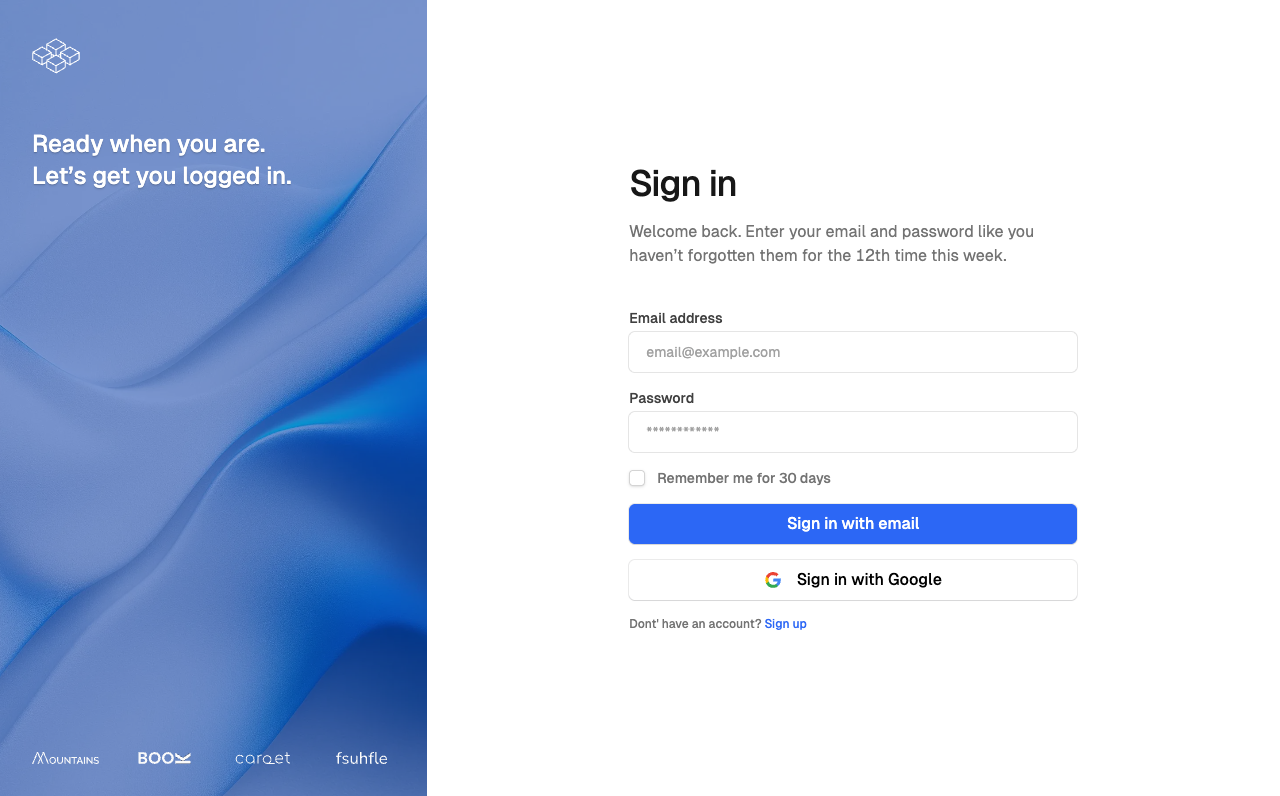 Ready when you are.
Let’s get you logged in.
MOUNTAINS
BOOK
caraet
fsuhfle
Sign in
Welcome back. Enter your email and password like you
haven’t forgotten them for the 12th time this week.
Email address
email@example.com
Password
************
Remember me for 30 days
Sign in with email
Sign in with Google
Dont' have an account? Sign up